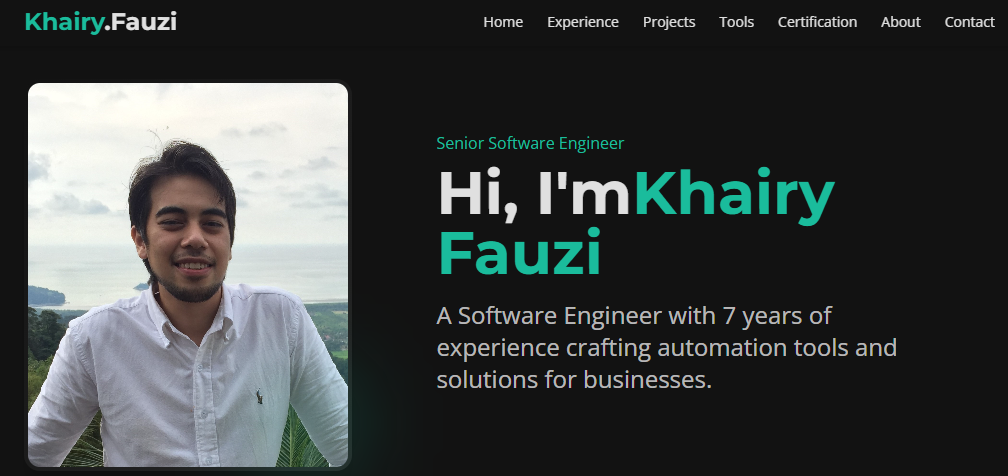 Khairy.Fauzi
Home Experience Projects Tools Certification About Contact
Senior Software Engineer
Hi, I'mKhairy
Fauzi
A Software Engineer with 7 years of
experience crafting automation tools and
solutions for businesses.